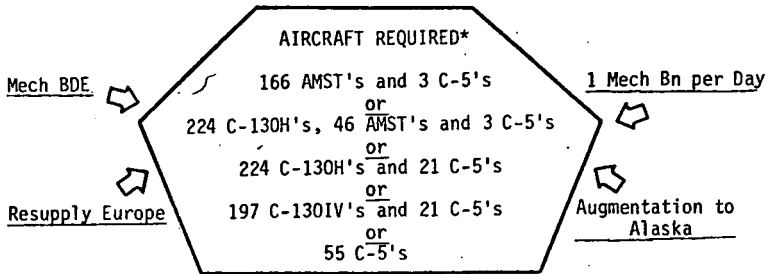 AIRCRAFT REQUIRED*
Mech BDE
166 AMST's and 3 C-5's
1 Mech Bn per Day
or
224 C-130H's, 46 AMST's and 3 C-5's
or
224 C-130H's and 21 C-5's
or
Resupply Europe
197 C-130IV's and 21 C-5's
Augmentation to
Alaska
or
55 C-5's